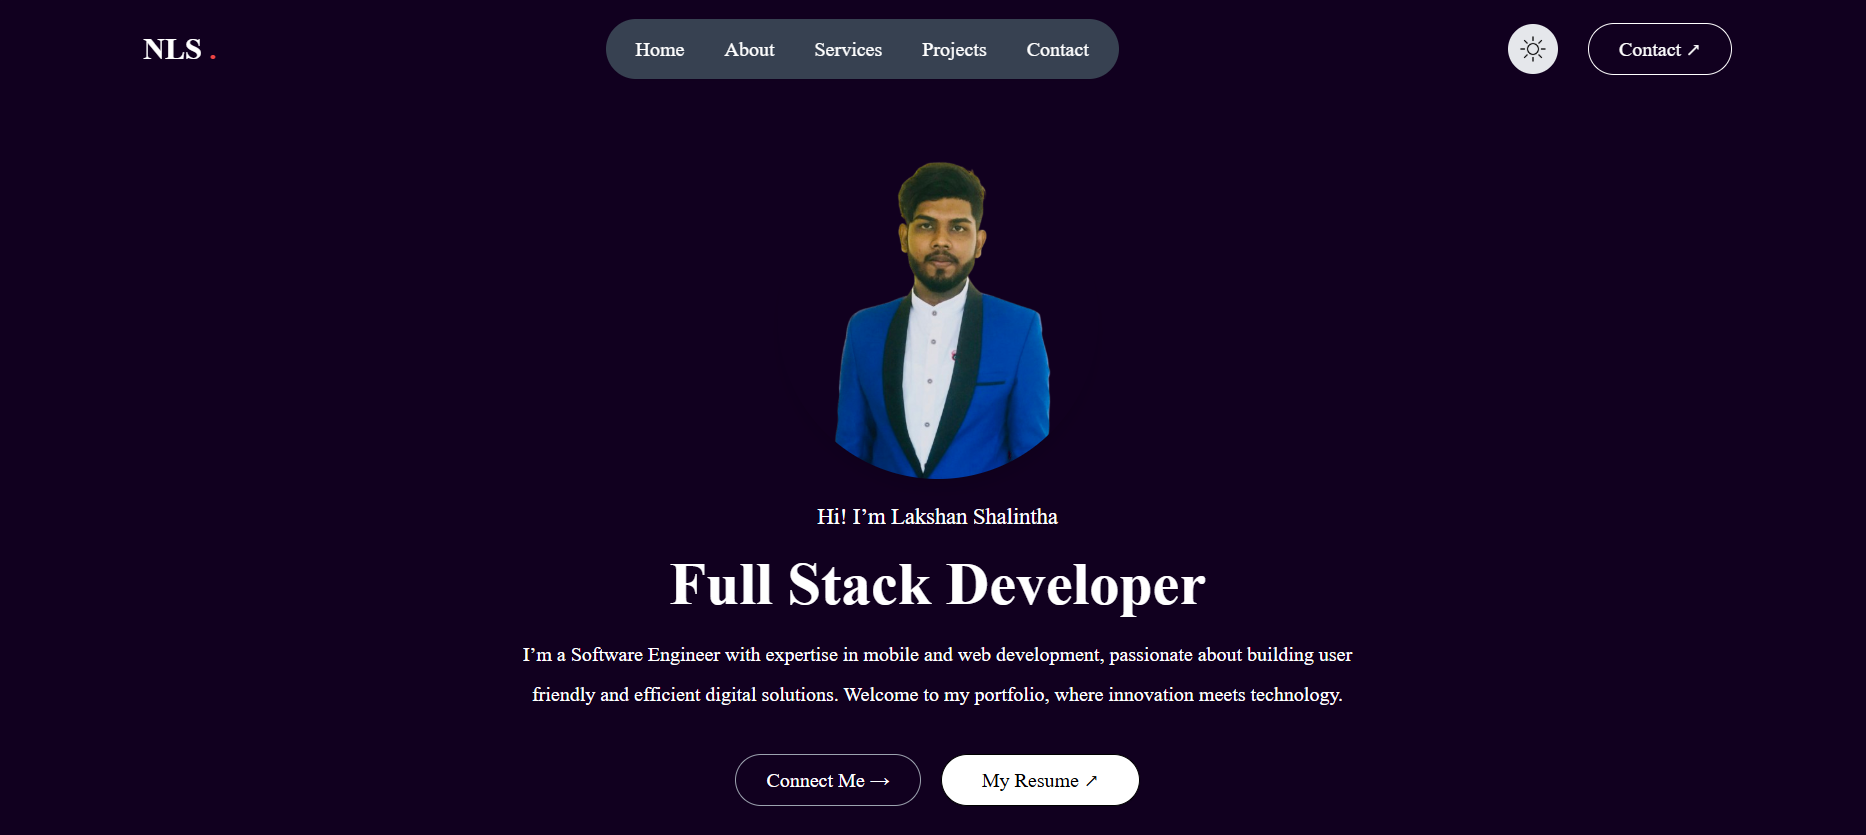 NLS .
Home About Services Projects Contact
Contact ↗
Hi! I’m Lakshan Shalintha
Full Stack Developer
I’m a Software Engineer with expertise in mobile and web development, passionate about building user
friendly and efficient digital solutions. Welcome to my portfolio, where innovation meets technology.
Connect Me →
My Resume ↗